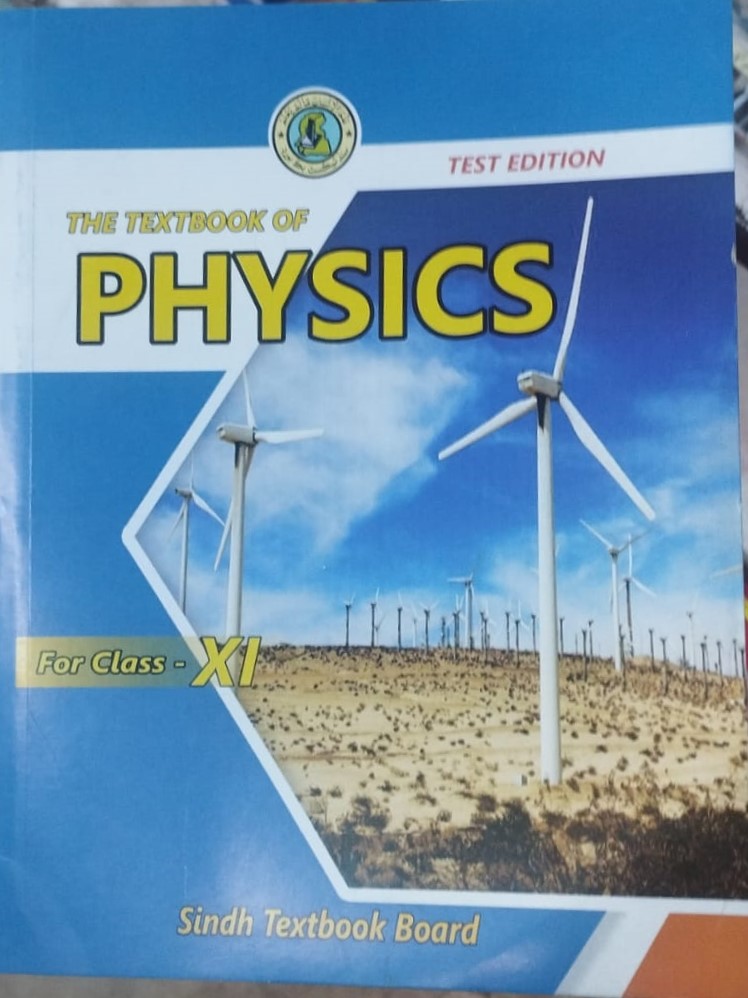 TEST EDITION
THE TEXTBOOK OF
PHYSICS
For Class - XI
Sindh Textbook Board